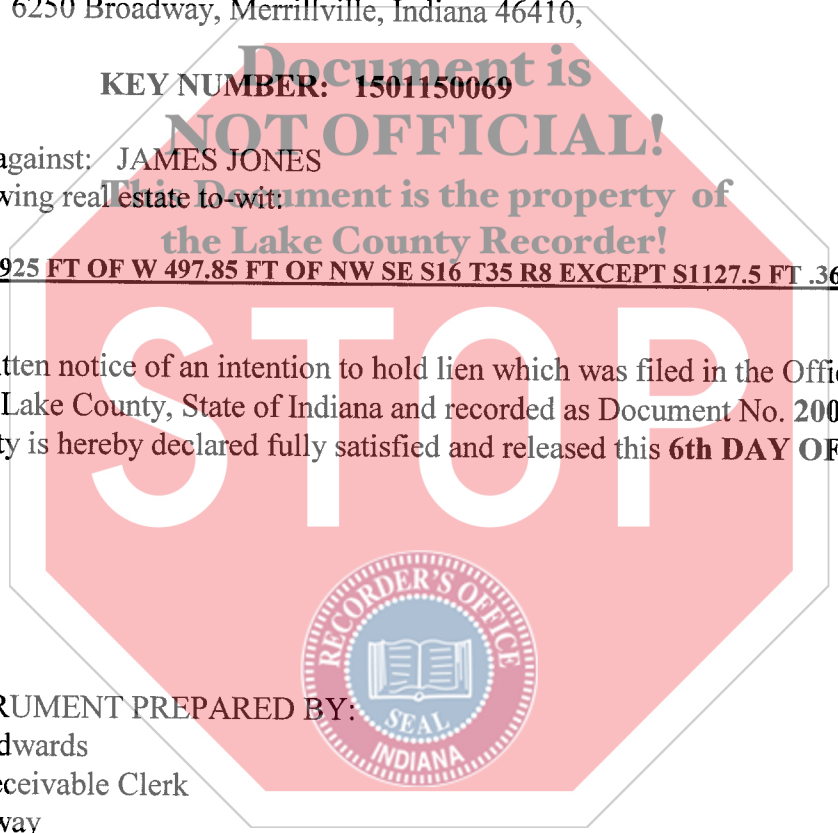 6250 Broadway, Merrillville, Indiana 46410,
Document is
KEY NUMBER: 1501150069
NOT OFFICIAL!
against: JAMES JONES
This Document is the property of
wing real estate to-wit:
the Lake County Recorder!
925 FT OF W 497.85 FT OF NW SE S16 T35 R8 EXCEPT S1127.5 FT .36
STOP
tten notice of an intention to hold lien which was filed in the Offi
Lake County, State of Indiana and recorded as Document No. 200
ty is hereby declared fully satisfied and released this 6th DAY OF
RECORDER'S OFFICE
SEAL
INDIANA
RUMENT PREPARED BY:
dwards
ceivable Clerk
way